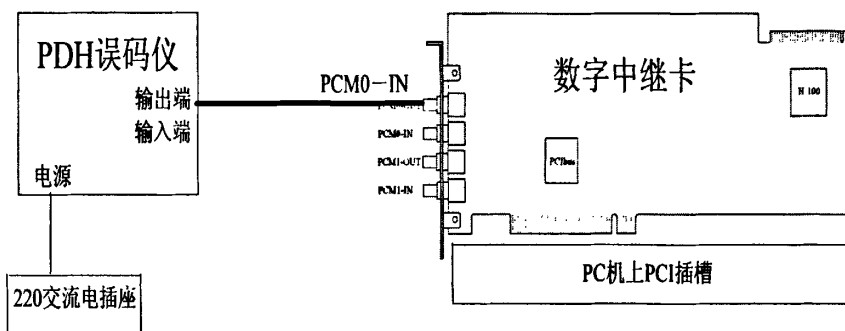 PDH误码仪
输出端
输入端
电源
220交流电插座
PCM0-IN
PCM0-IN
PCM1-OUT
PCM1-IN
数字中继卡
H 100
PCIbus
PC机上PCI插槽